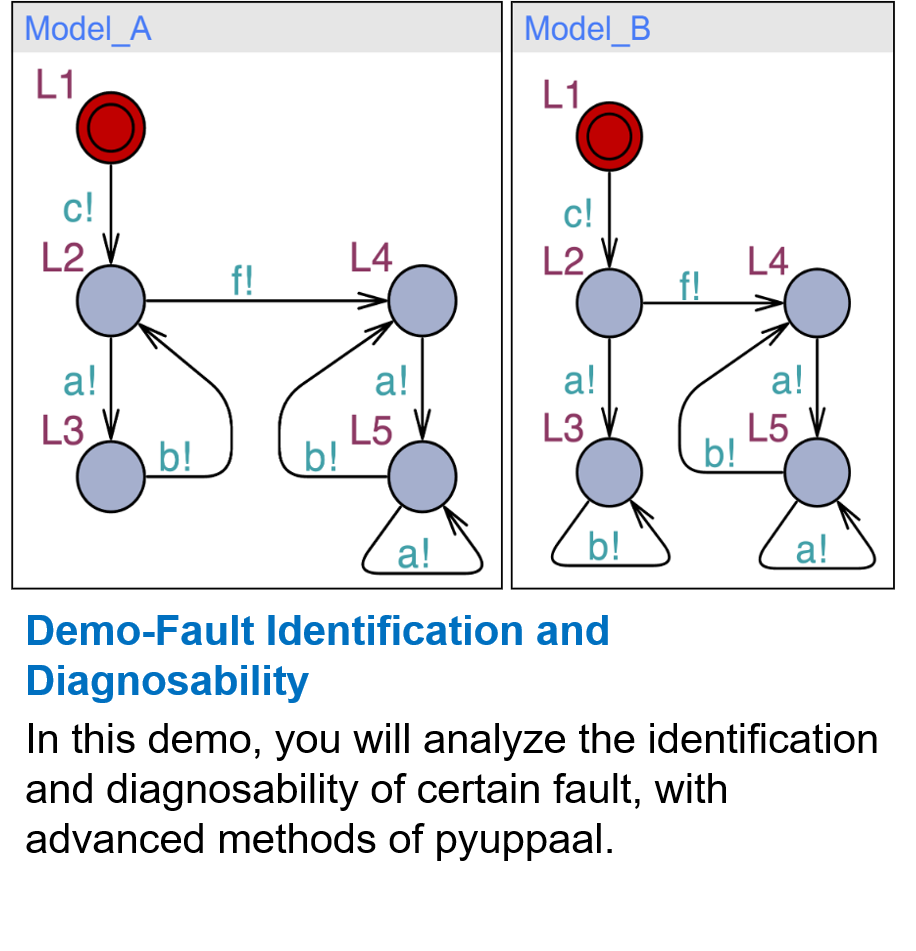 Model_A
L1
c!
L2
f!
L4
a!
a!
L3
b!
b!
L5
a!
Model_B
L1
c!
L2
f!
L4
a!
a!
L3
b!
L5
b!
a!
Demo-Fault Identification and
Diagnosability
In this demo, you will analyze the identification
and diagnosability of certain fault, with
advanced methods of pyuppaal.